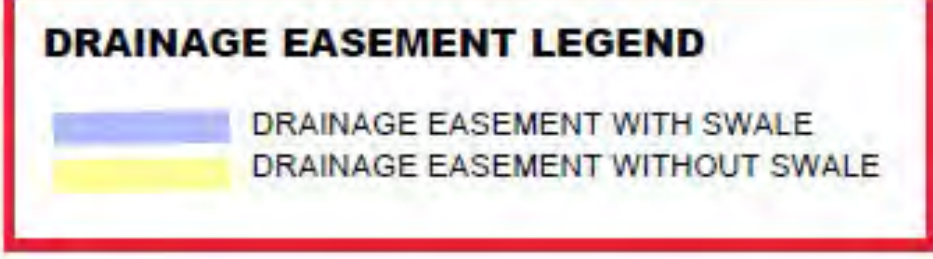 DRAINAGE EASEMENT LEGEND
DRAINAGE EASEMENT WITH SWALE
DRAINAGE EASEMENT WITHOUT SWALE